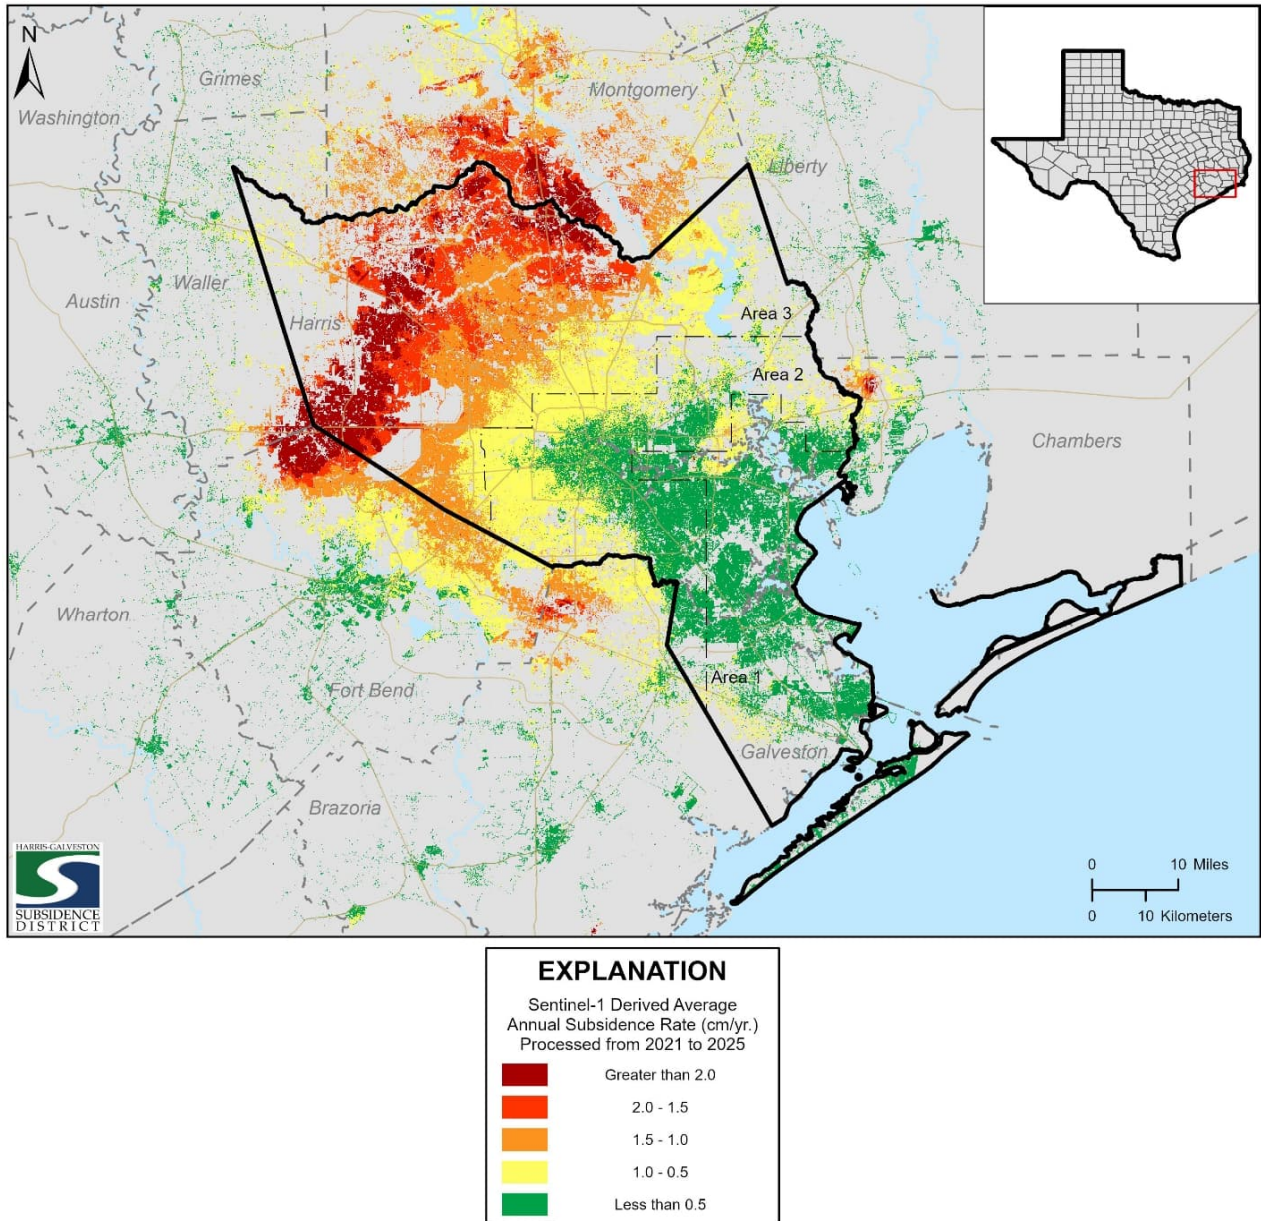 N
Grimes
Montgomery
Washington
Liberty
Waller
Austin
Harris
Area 3
Area 2
Chambers
Wharton
Area 1
Fort Bend
Galveston
Brazoria
HARRIS-GALVESTON
SUBSIDENCE
DISTRICT
0 10 Miles
0 10 Kilometers
EXPLANATION
Sentinel-1 Derived Average
Annual Subsidence Rate (cm/yr.)
Processed from 2021 to 2025
Greater than 2.0
2.0 - 1.5
1.5 - 1.0
1.0 - 0.5
Less than 0.5